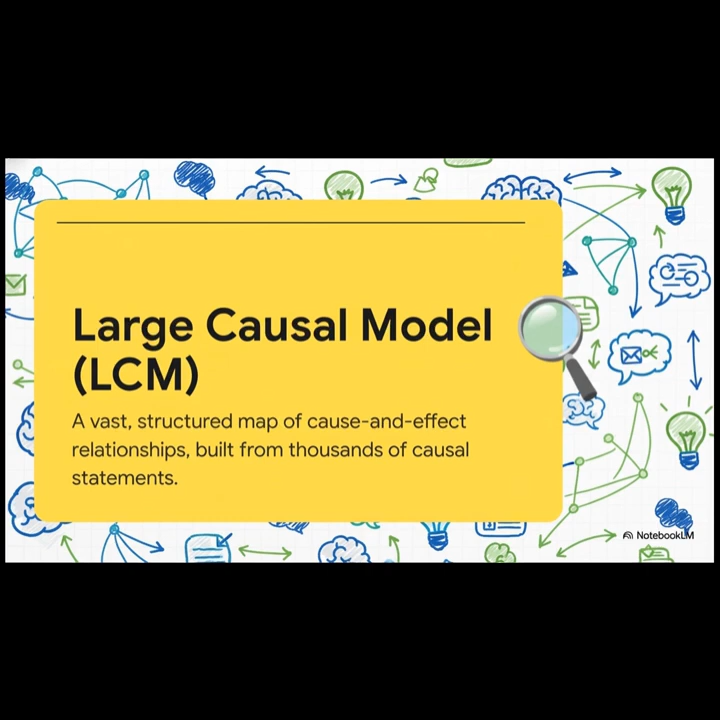 Large Causal Model
(LCM)
A vast, structured map of cause-and-effect
relationships, built from thousands of causal
statements.
NotebookLM